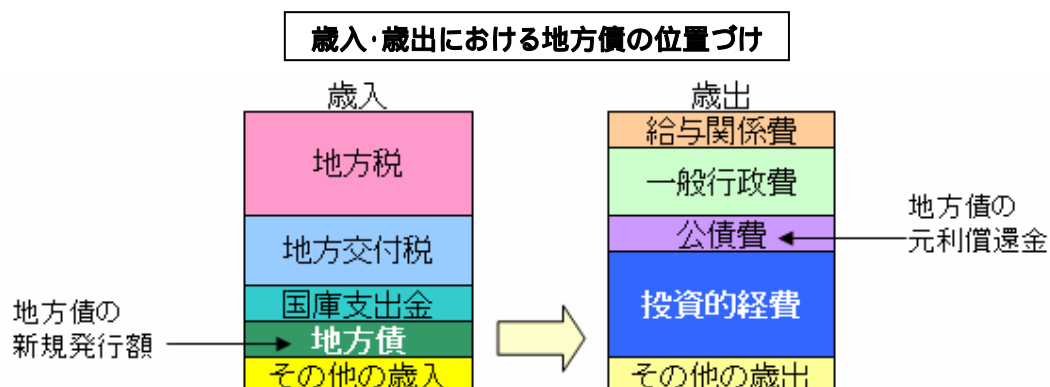 歳入・歳出における地方債の位置づけ
歳入
地方税
地方交付税
国庫支出金
地方債
その他の歳入
地方債の
新規発行額
歳出
給与関係費
一般行政費
公債費
投資的経費
その他の歳出
地方債の
元利償還金